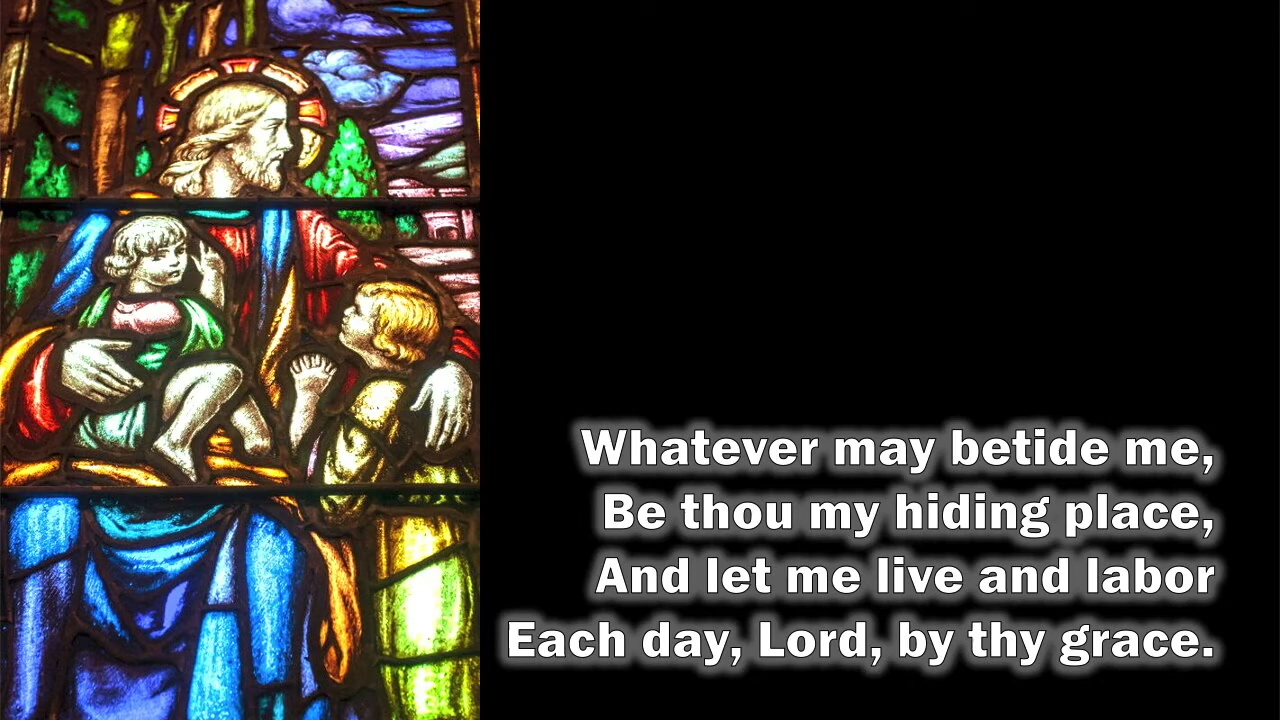 Whatever may betide me,
Be thou my hiding place,
And let me live and labor
Each day, Lord, by thy grace.